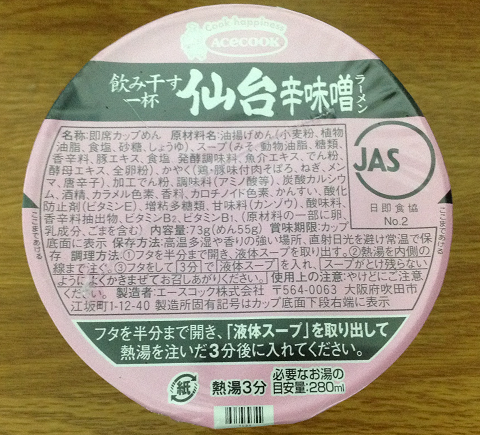 Cook happiness
ACECOOK
飲み干す
一杯
仙台辛味噌
ラーメン
名称:即席カップめん 原材料名:油揚げめん(小麦粉、植物
油脂、食塩、砂糖、しょうゆ)、スープ(みそ、動物油脂、糖類、
香辛料、豚エキス、食塩、発酵調味料、魚介エキス、でん粉、
酵母エキス、全卵粉)、かやく(鶏・豚味付肉そぼろ、ねぎ、メン
マ、唐辛子)、加工でん粉、調味料(アミノ酸等)、炭酸カルシウ
ム、酒精、カラメル色素、香料、カロチノイド色素、かんすい、酸化
防止剤(ビタミンE)、増粘多糖類、甘味料(カンゾウ)、酸味料、
香辛料抽出物、ビタミンB₂、ビタミンB₁、(原材料の一部に卵、
乳成分、ごまを含む) 内容量:73g(めん55g) 賞味期限:カップ
底面に表示 保存方法:高温多湿や香りの強い場所、直射日光を避け常温で保
存 調理方法:①フタを半分まで開き、液体スープを取り出す。②熱湯を内側の
線まで注ぐ。③フタをして3分で液体スープを入れ、スープがとけ残らない
ようによくかきまぜてお召しあがりください。 使用上の注意:やけどにご注意
ください。 製造者:エースコック株式会社 〒564-0063 大阪府吹田市
江坂町1-12-40 製造所固有記号はカップ底面下段右端に表示
JAS
日即食協
No.2
フタを半分まで開き、「液体スープ」を取り出して
熱湯を注いだ3分後に入れてください。
紙
熱湯3分
必要なお湯の
目安量:280ml